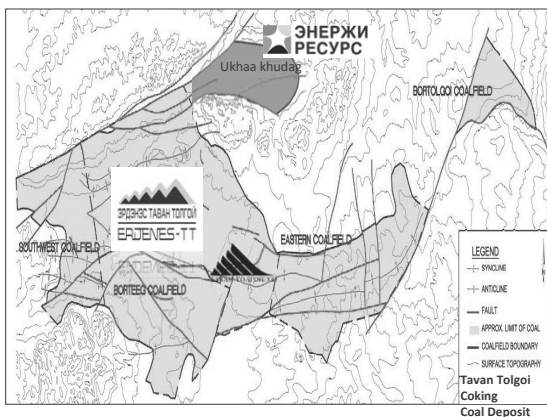 ЭНЕРЖИ
РЕСУРС
Ukhaa khudag
BORTOLGOI COALFIELD
ЭРДЭНЭС ТАВАН ТОЛГОЙ
ERDENES-TT
SOUTHWEST COALFIELD
EASTERN COALFIELD
BORTEEG COALFIELD
LEGEND
SYNCLINE
ANTICLINE
FAULT
APPROX. LIMIT OF COAL
COALFIELD BOUNDARY
SURFACE TOPOGRAPHY
Tavan Tolgoi
Coking
Coal Deposit